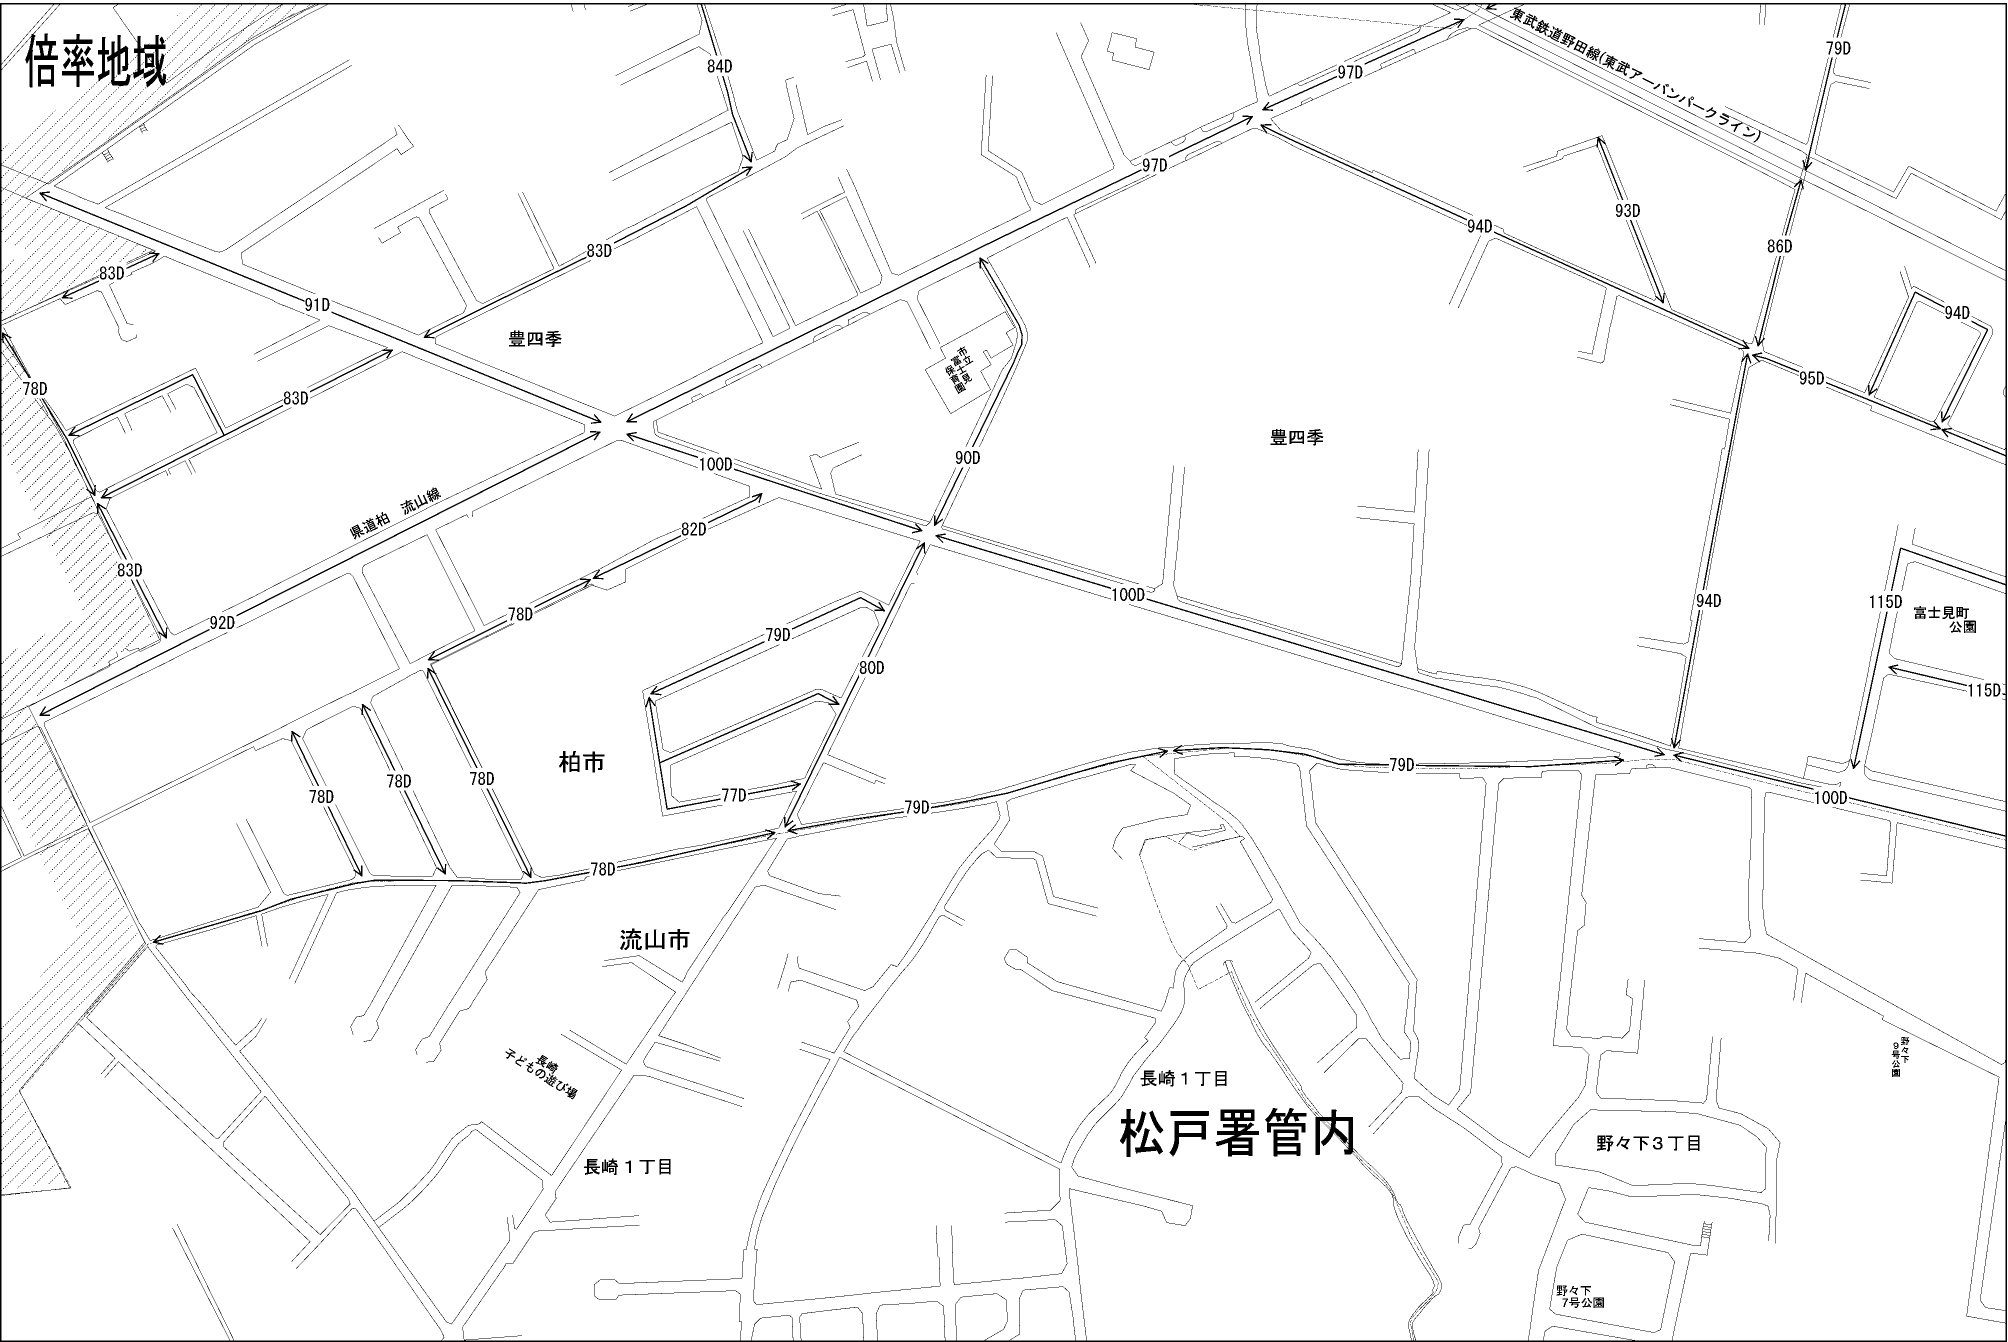 倍率地域
東武鉄道野田線(東武アーバンパークライン)
84D
97D
79D
97D
93D
94D
86D
83D
83D
91D
94D
豊四季
市立
富士見
保育園
78D
83D
95D
豊四季
100D
90D
県道柏　流山線
82D
83D
100D
94D
115D
富士見町
公園
92D
78D
79D
80D
115D
柏市
78D
78D
78D
77D
79D
79D
100D
78D
流山市
長崎
子どもの遊び場
長崎１丁目
松戸署管内
長崎１丁目
野々下３丁目
野々下
９号公園
野々下
7号公園